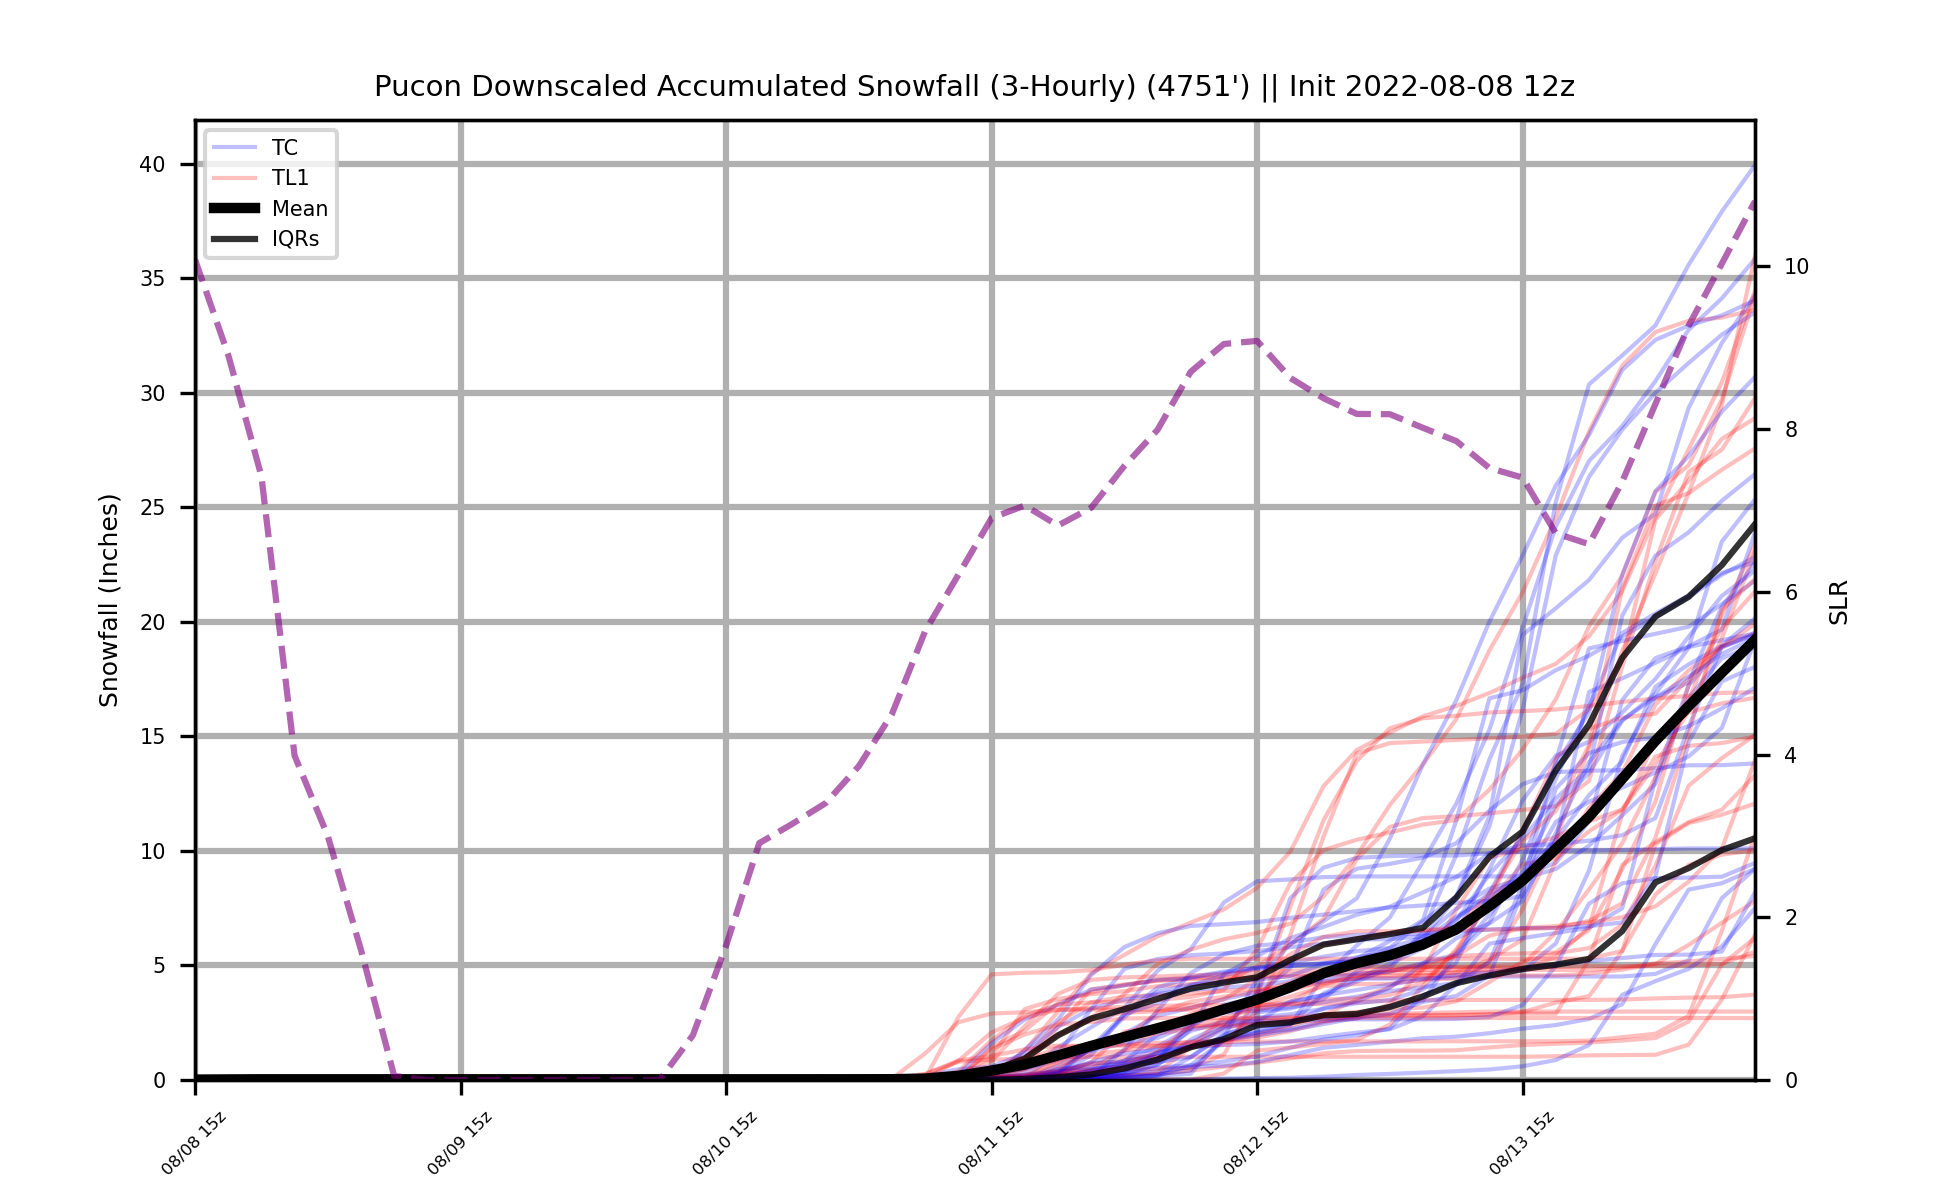 Pucon Downscaled Accumulated Snowfall (3-Hourly) (4751') || Init 2022-08-08 12z
TC
TL1
Mean
IQRs
Snowfall (Inches)
40
35
30
25
20
15
10
5
0
10
8
6
4
2
0
SLR
08/08 15z
08/09 15z
08/10 15z
08/11 15z
08/12 15z
08/13 15z